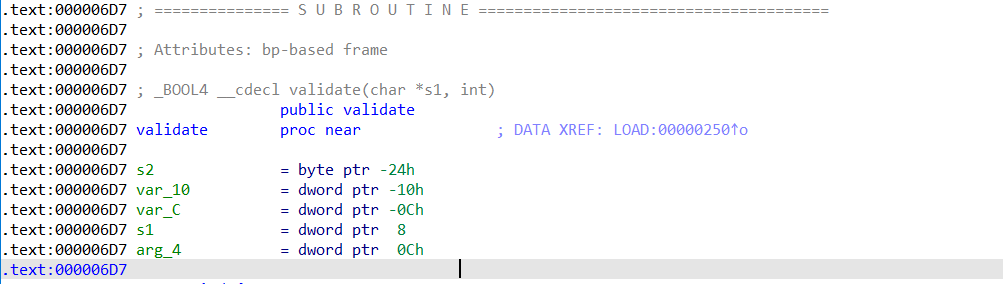 .text:000006D7 ; =============== S U B R O U T I N E =======================================
.text:000006D7
.text:000006D7 ; Attributes: bp-based frame
.text:000006D7
.text:000006D7 ; _BOOL4 __cdecl validate(char *s1, int)
.text:000006D7                 public validate
.text:000006D7 validate        proc near               ; DATA XREF: LOAD:00000250↑o
.text:000006D7
.text:000006D7 s2              = byte ptr -24h
.text:000006D7 var_10          = dword ptr -10h
.text:000006D7 var_C           = dword ptr -0Ch
.text:000006D7 s1              = dword ptr  8
.text:000006D7 arg_4           = dword ptr  0Ch
.text:000006D7